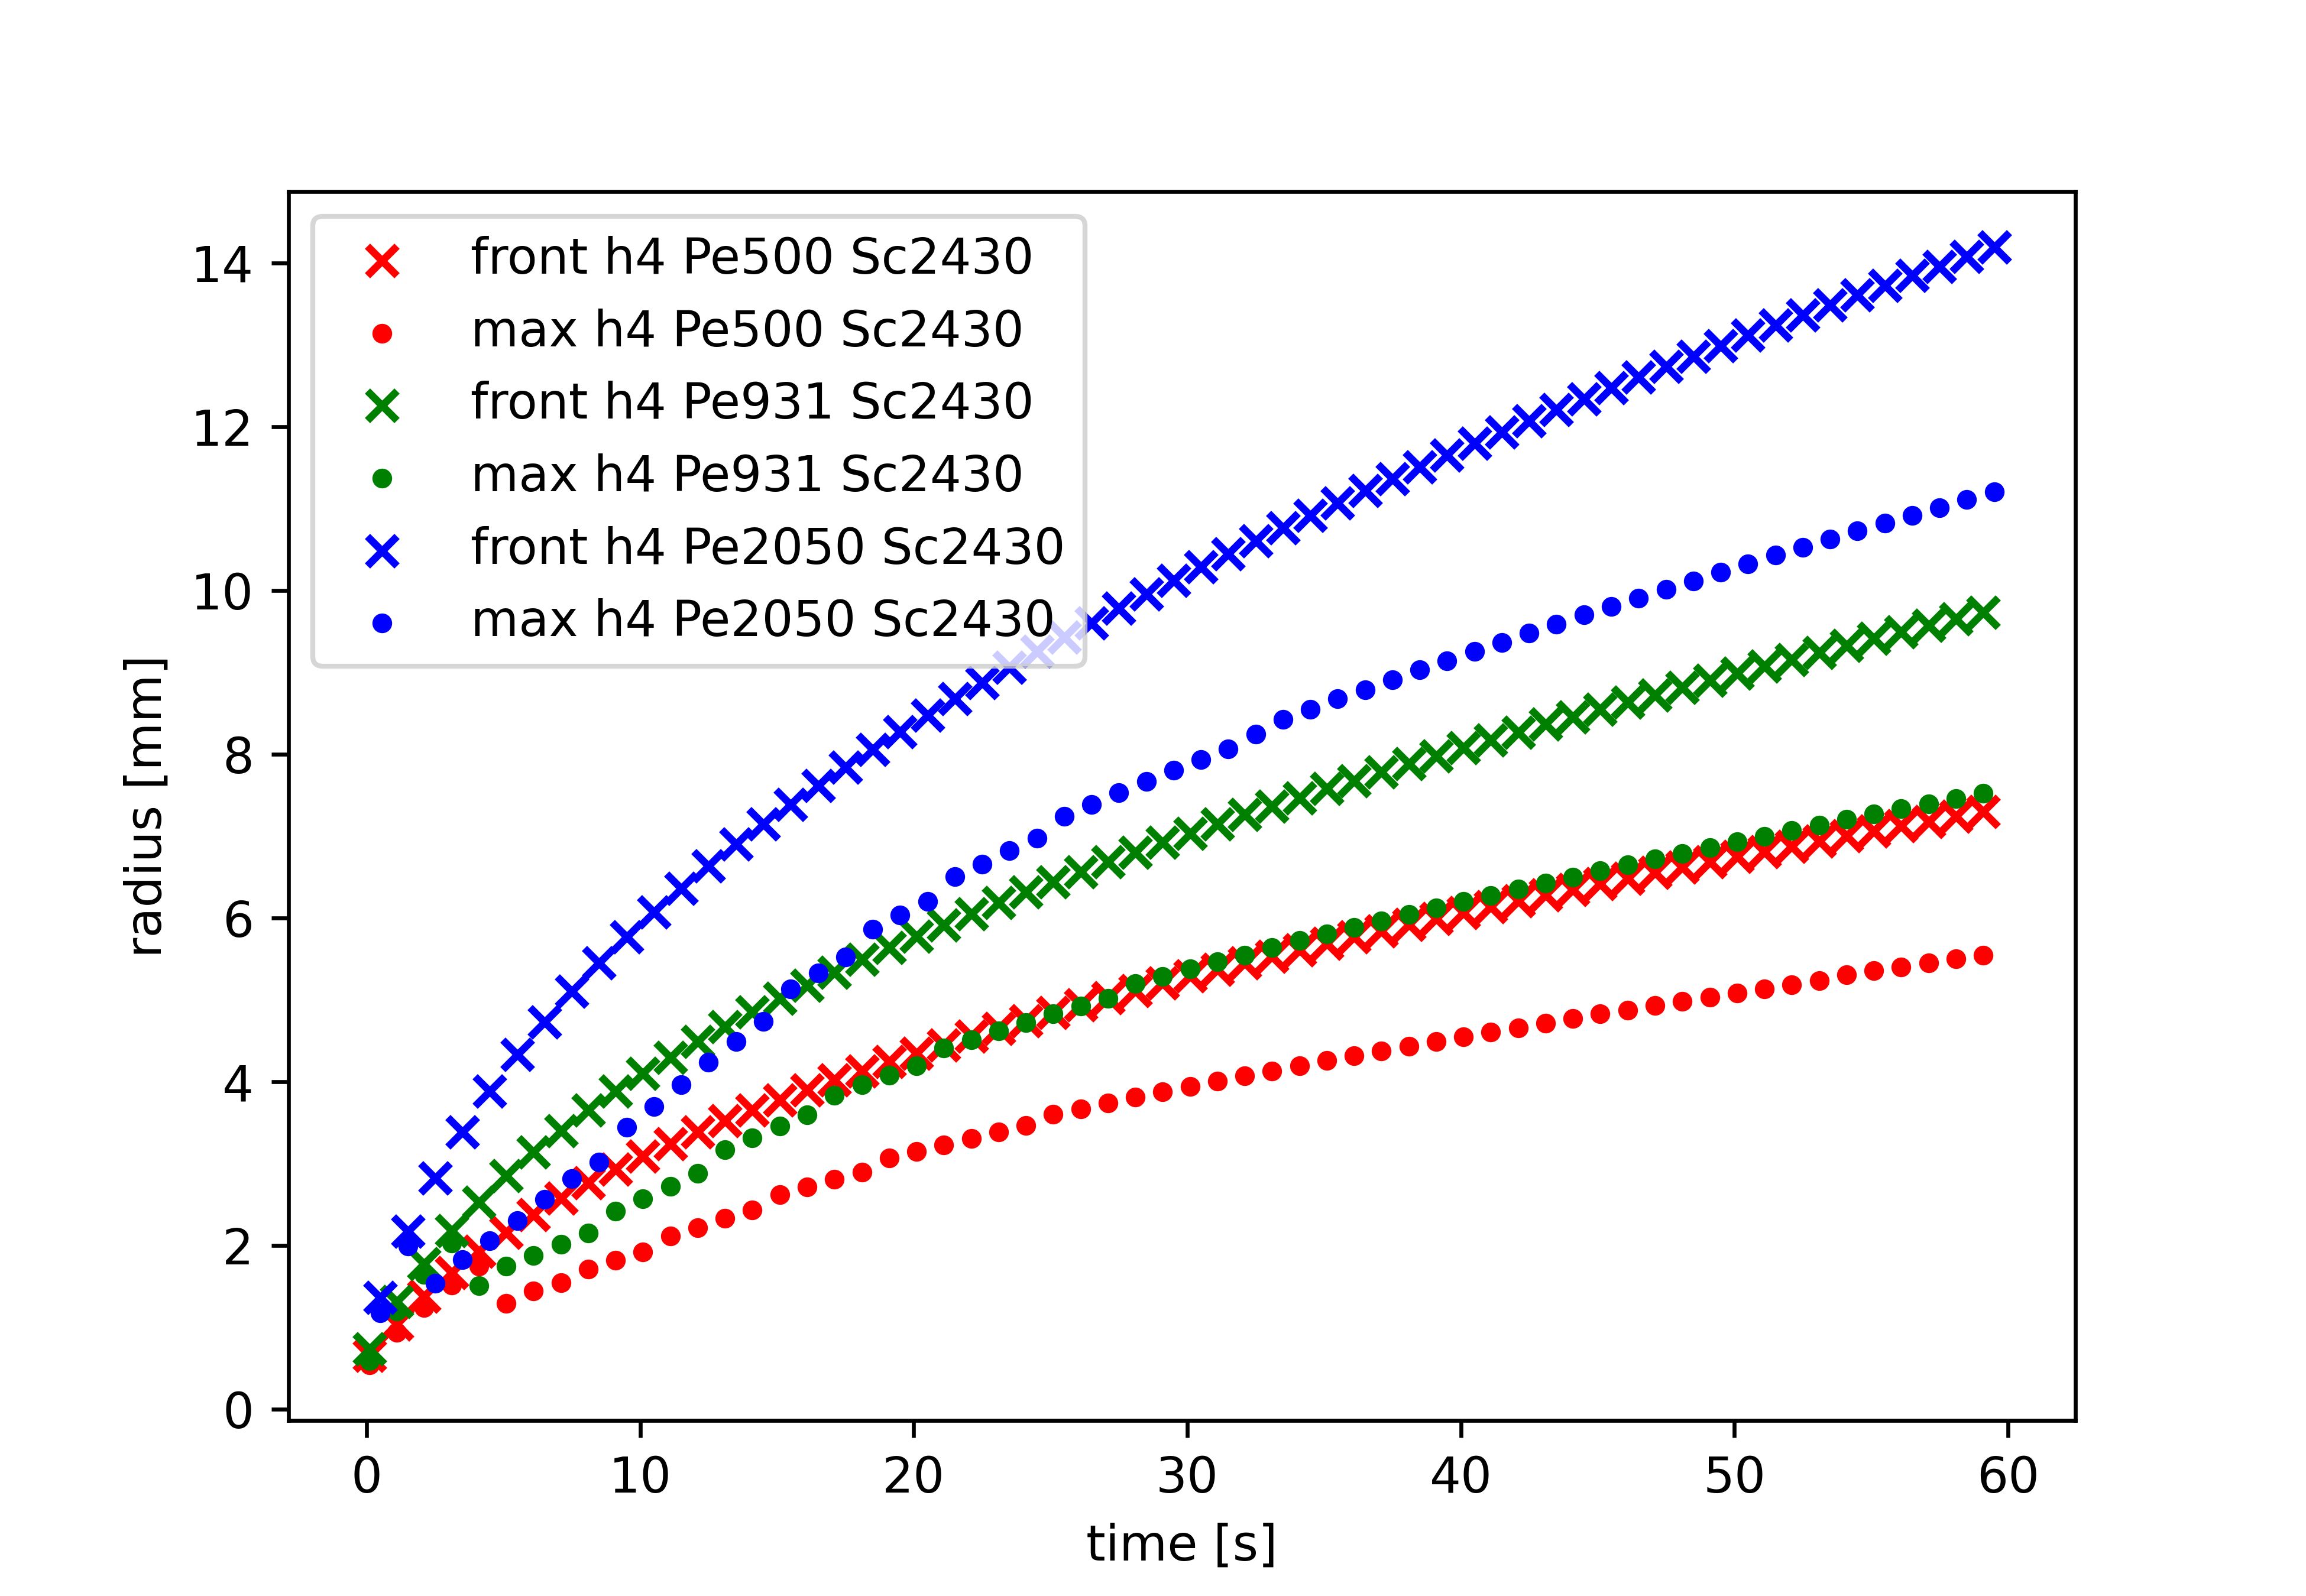 front h4 Pe500 Sc2430
max h4 Pe500 Sc2430
front h4 Pe931 Sc2430
max h4 Pe931 Sc2430
front h4 Pe2050 Sc2430
max h4 Pe2050 Sc2430
14
12
10
8
6
4
2
0
radius [mm]
0 10 20 30 40 50 60
time [s]